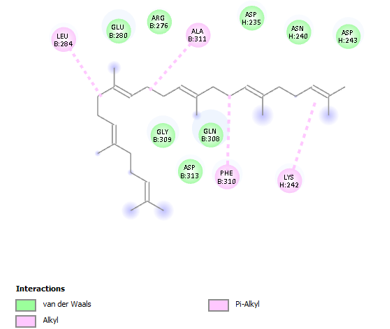 ASP
H:235
ARG
B:276
GLU
B:280
ALA
B:311
ASN
H:240
ASP
H:243
LEU
B:284
GLY
B:309
GLN
B:308
ASP
B:313
PHE
B:310
LYS
H:242
Interactions
van der Waals
Pi-Alkyl
Alkyl